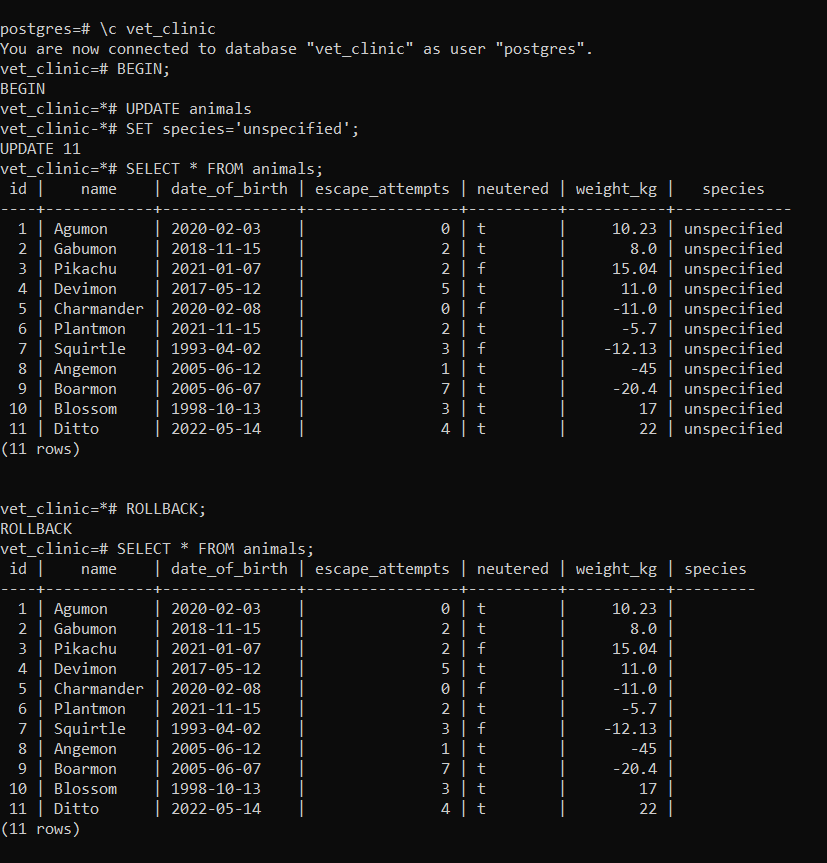 postgres=# \c vet_clinic
You are now connected to database "vet_clinic" as user "postgres".
vet_clinic=# BEGIN;
BEGIN
vet_clinic=*# UPDATE animals
vet_clinic-*# SET species='unspecified';
UPDATE 11
vet_clinic=*# SELECT * FROM animals;
 id |    name    | date_of_birth | escape_attempts | neutered | weight_kg |   species
----+------------+---------------+-----------------+----------+-----------+-------------
  1 | Agumon     | 2020-02-03    |               0 | t        |     10.23 | unspecified
  2 | Gabumon    | 2018-11-15    |               2 | t        |       8.0 | unspecified
  3 | Pikachu    | 2021-01-07    |               2 | f        |     15.04 | unspecified
  4 | Devimon    | 2017-05-12    |               5 | t        |      11.0 | unspecified
  5 | Charmander | 2020-02-08    |               0 | f        |     -11.0 | unspecified
  6 | Plantmon   | 2021-11-15    |               2 | t        |      -5.7 | unspecified
  7 | Squirtle   | 1993-04-02    |               3 | f        |    -12.13 | unspecified
  8 | Angemon    | 2005-06-12    |               1 | t        |       -45 | unspecified
  9 | Boarmon    | 2005-06-07    |               7 | t        |     -20.4 | unspecified
 10 | Blossom    | 1998-10-13    |               3 | t        |        17 | unspecified
 11 | Ditto      | 2022-05-14    |               4 | t        |        22 | unspecified
(11 rows)
vet_clinic=*# ROLLBACK;
ROLLBACK
vet_clinic=# SELECT * FROM animals;
 id |    name    | date_of_birth | escape_attempts | neutered | weight_kg | species
----+------------+---------------+-----------------+----------+-----------+---------
  1 | Agumon     | 2020-02-03    |               0 | t        |     10.23 |
  2 | Gabumon    | 2018-11-15    |               2 | t        |       8.0 |
  3 | Pikachu    | 2021-01-07    |               2 | f        |     15.04 |
  4 | Devimon    | 2017-05-12    |               5 | t        |      11.0 |
  5 | Charmander | 2020-02-08    |               0 | f        |     -11.0 |
  6 | Plantmon   | 2021-11-15    |               2 | t        |      -5.7 |
  7 | Squirtle   | 1993-04-02    |               3 | f        |    -12.13 |
  8 | Angemon    | 2005-06-12    |               1 | t        |       -45 |
  9 | Boarmon    | 2005-06-07    |               7 | t        |     -20.4 |
 10 | Blossom    | 1998-10-13    |               3 | t        |        17 |
 11 | Ditto      | 2022-05-14    |               4 | t        |        22 |
(11 rows)